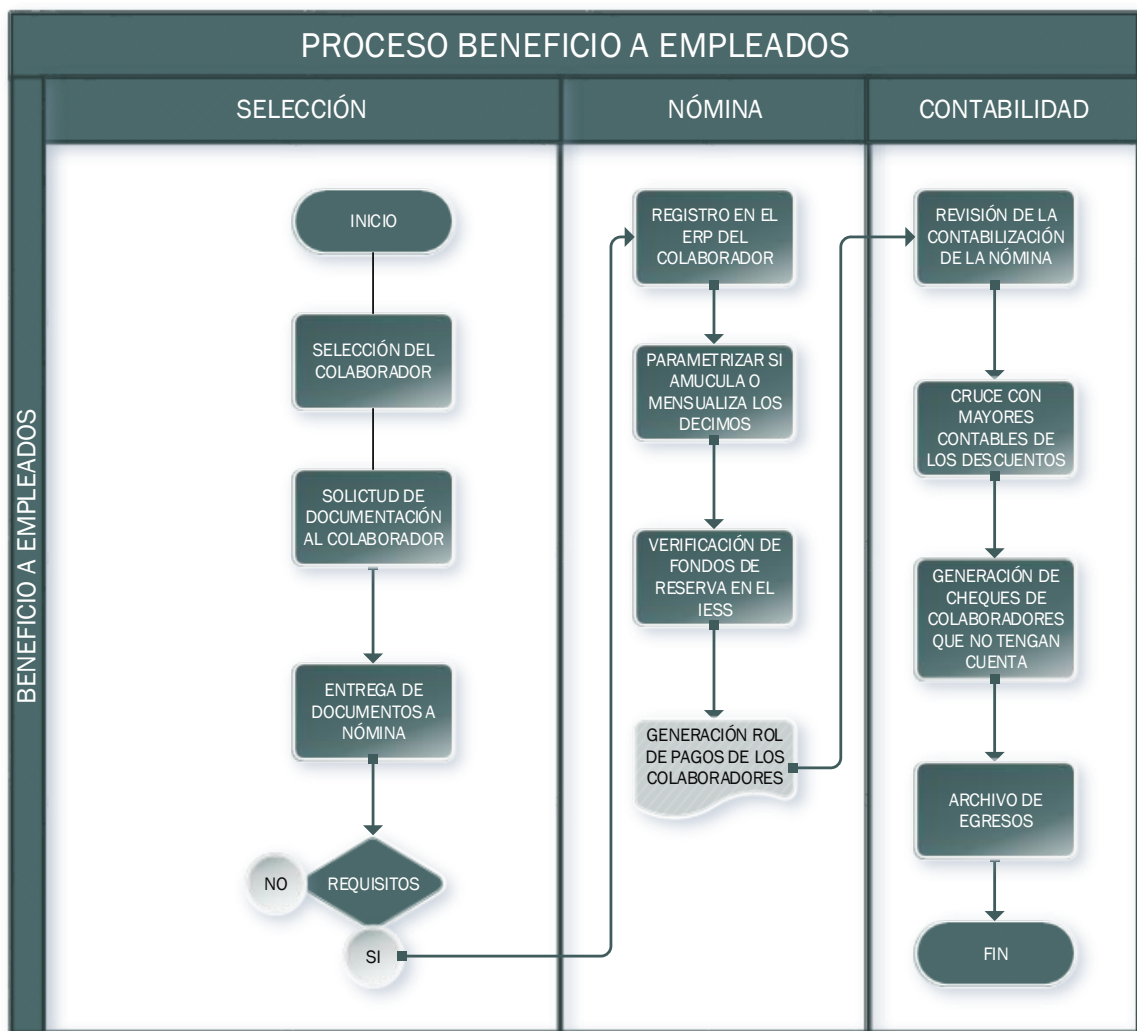 PROCESO BENEFICIO A EMPLEADOS
BENEFICIO A EMPLEADOS
SELECCIÓN
INICIO
SELECCIÓN DEL
COLABORADOR
SOLICTUD DE
DOCUMENTACIÓN
AL COLABORADOR
ENTREGA DE
DOCUMENTOS A
NÓMINA
REQUISITOS
NO
SI
NÓMINA
REGISTRO EN EL
ERP DEL
COLABORADOR
PARAMETRIZAR SI
AMUCULA O
MENSUALIZA LOS
DECIMOS
VERIFICACIÓN DE
FONDOS DE
RESERVA EN EL
IESS
GENERACIÓN ROL
DE PAGOS DE LOS
COLABORADORES
CONTABILIDAD
REVISIÓN DE LA
CONTABILIZACIÓN
DE LA NÓMINA
CRUCE CON
MAYORES
CONTABLES DE
LOS DESCUENTOS
GENERACIÓN DE
CHEQUES DE
COLABORADORES
QUE NO TENGAN
CUENTA
ARCHIVO DE
EGRESOS
FIN